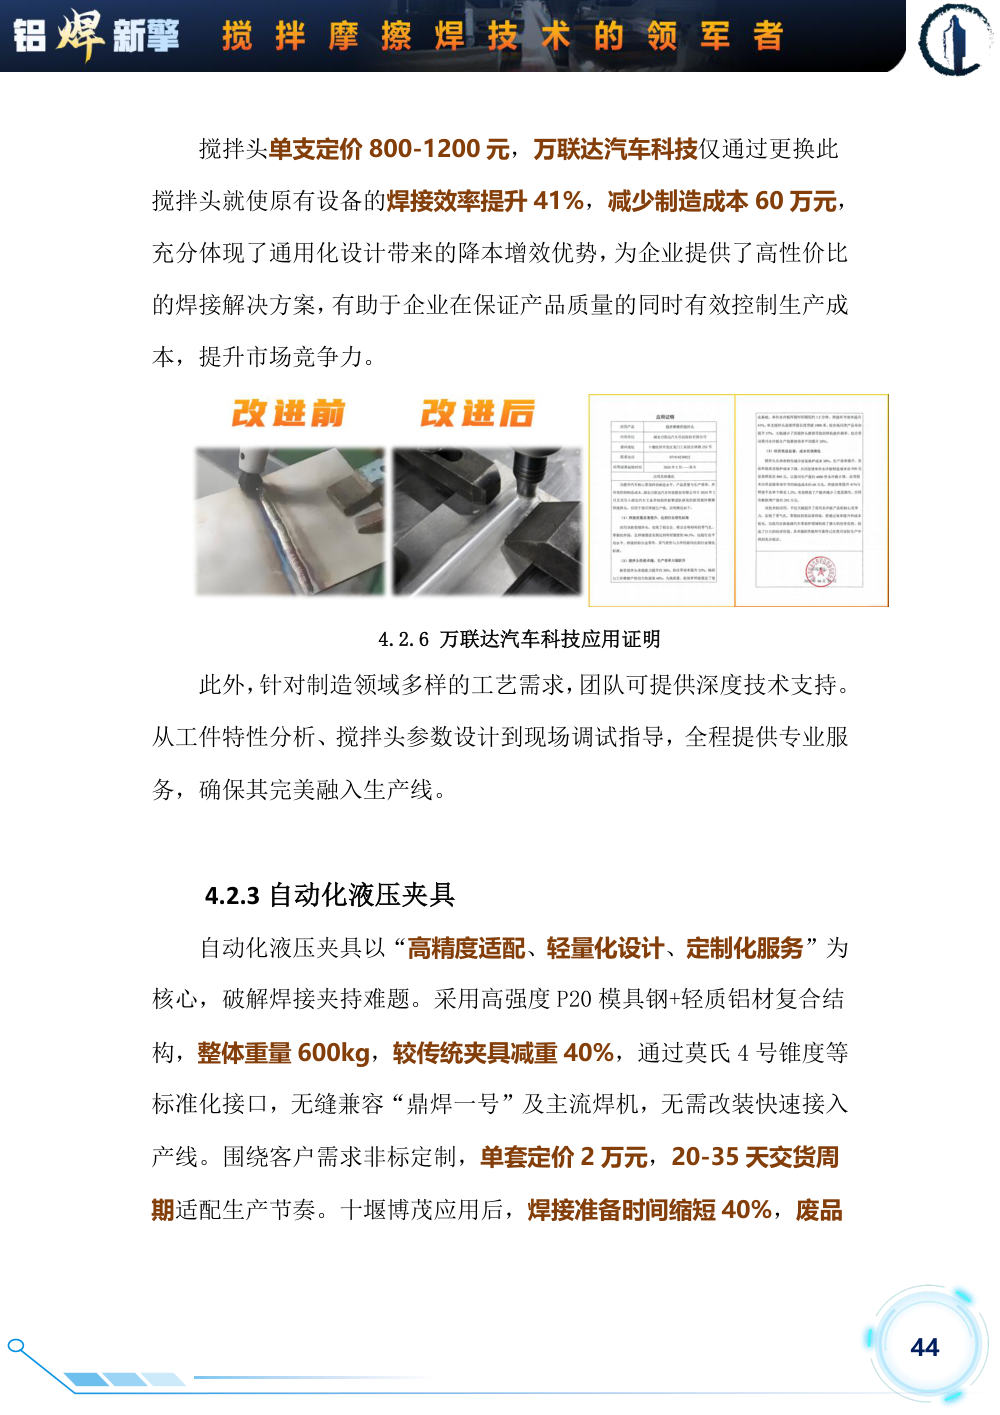 铝焊新擎 搅拌摩擦焊技术的领军者
搅拌头单支定价 800-1200 元，万联达汽车科技仅通过更换此
搅拌头就使原有设备的焊接效率提升 41%，减少制造成本 60 万元，
充分体现了通用化设计带来的降本增效优势，为企业提供了高性价比
的焊接解决方案，有助于企业在保证产品质量的同时有效控制生产成
本，提升市场竞争力。
改进前 改进后
应用证明
4.2.6 万联达汽车科技应用证明
此外，针对制造领域多样的工艺需求，团队可提供深度技术支持。
从工件特性分析、搅拌头参数设计到现场调试指导，全程提供专业服
务，确保其完美融入生产线。
4.2.3 自动化液压夹具
自动化液压夹具以“高精度适配、轻量化设计、定制化服务”为
核心，破解焊接夹持难题。采用高强度 P20 模具钢+轻质铝材复合结
构，整体重量 600kg，较传统夹具减重 40%，通过莫氏 4 号锥度等
标准化接口，无缝兼容“鼎焊一号”及主流焊机，无需改装快速接入
产线。围绕客户需求非标定制，单套定价 2 万元，20-35 天交货周
期适配生产节奏。十堰博茂应用后，焊接准备时间缩短 40%，废品
44